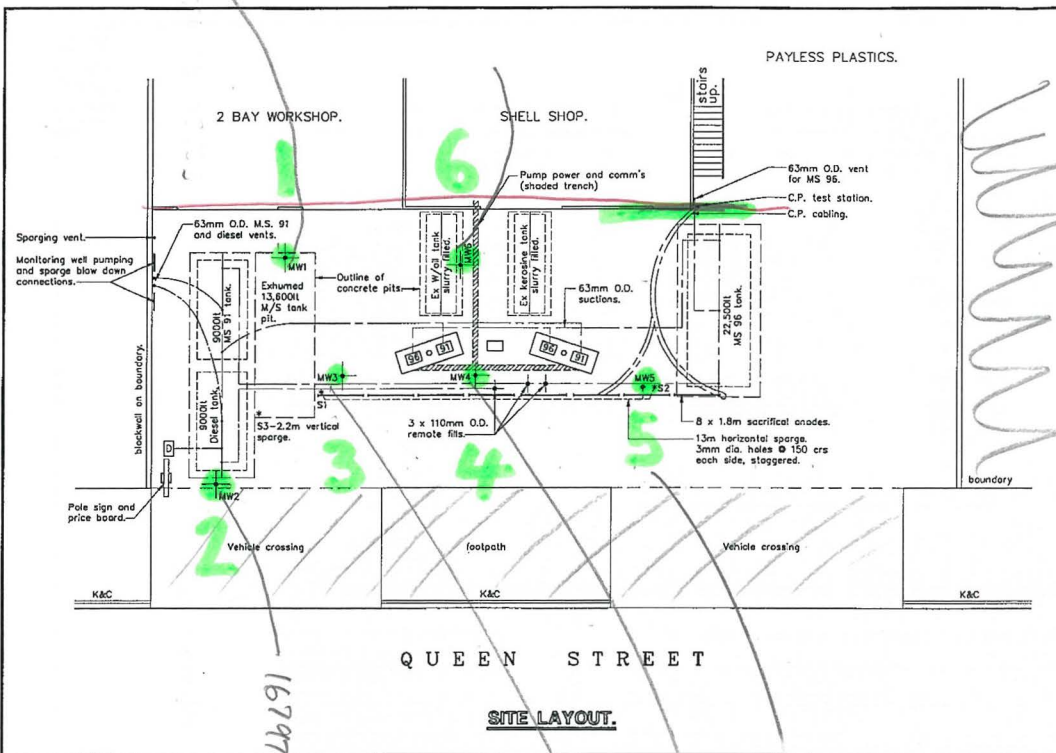 PAYLESS PLASTICS.
stairs
up.
2 BAY WORKSHOP.
SHELL SHOP.
1
6
Pump power and comm's
(shaded trench)
63mm O.D. vent
for MS 96.
C.P. test station.
C.P. cabling.
Sparging vent.
63mm O.D. M.S. 91
and diesel vents.
Monitoring well pumping
and sparge blow down
connections.
MW1
MW6
Outline of
concrete pits.
Exhumed
13,600lt
M/S tank
pit.
9000lt
MS 91 tank.
Ex W/oil tank
slurry filled.
Ex kerosine tank
slurry filled.
63mm O.D.
suctions.
22,500lt
MS 96 tank.
96
91
96
91
9000lt
Diesel tank.
MW3
MW4
MW5
S1
S2
blockwall on boundary.
*
S3-2.2m vertical
sparge.
3 x 110mm O.D.
remote fills.
8 x 1.8m sacrifical anodes.
13m horizontal sparge.
3mm dia. holes @ 150 crs
each side, staggered.
3
4
5
D
MW2
boundary
Pole sign and
price board.
2
Vehicle crossing
footpath
Vehicle crossing
K&C
K&C
K&C
QUEEN STREET
16797
SITE LAYOUT.